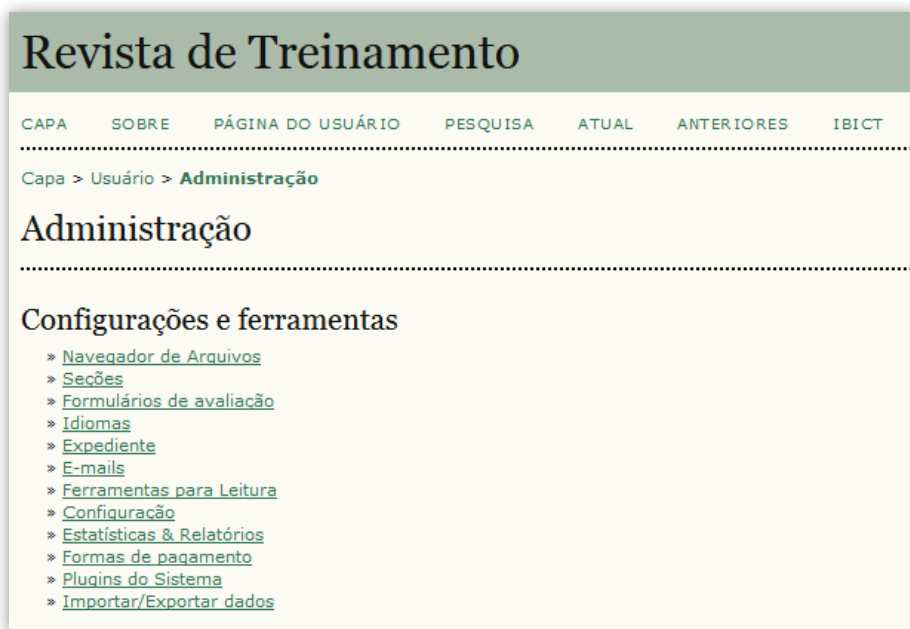 Revista de Treinamento
CAPA SOBRE PÁGINA DO USUÁRIO PESQUISA ATUAL ANTERIORES IBICT
Capa > Usuário > Administração
Administração
Configurações e ferramentas
» Navegador de Arquivos
» Seções
» Formulários de avaliação
» Idiomas
» Expediente
» E-mails
» Ferramentas para Leitura
» Configuração
» Estatísticas & Relatórios
» Formas de pagamento
» Plugins do Sistema
» Importar/Exportar dados